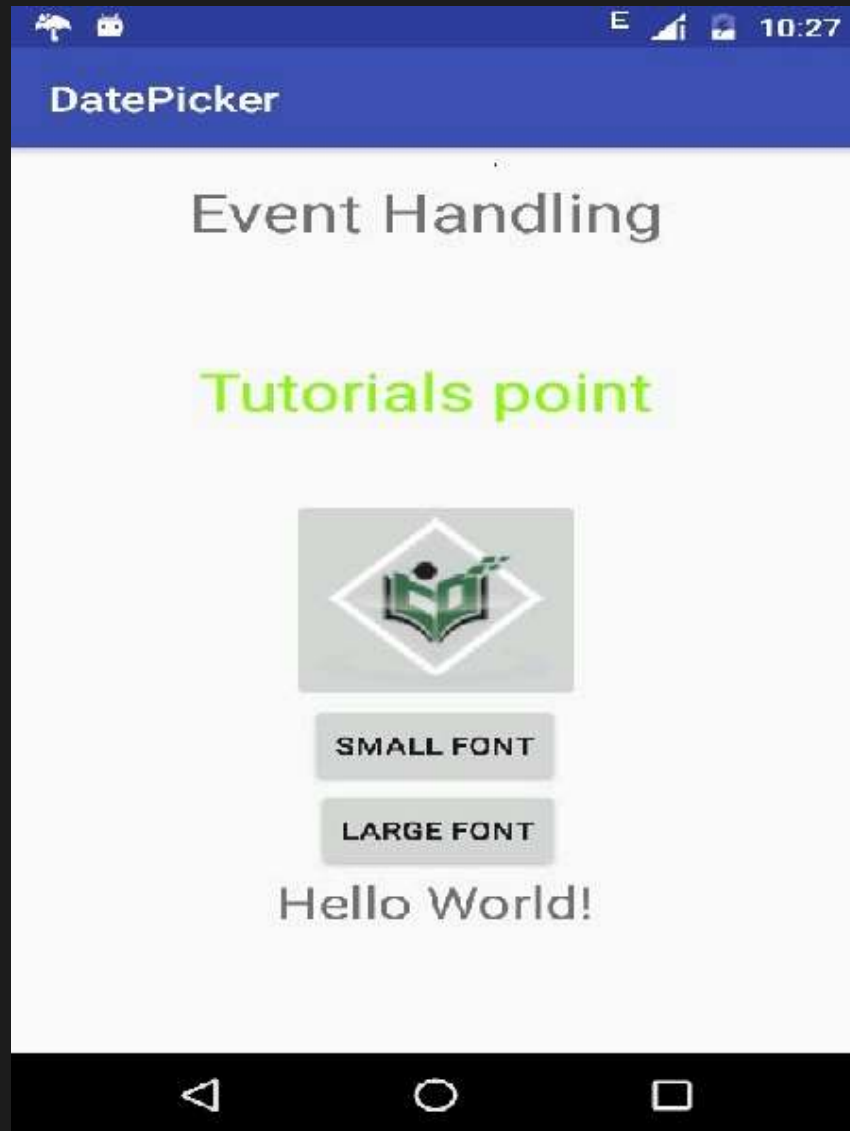 E 10:27
DatePicker
Event Handling
Tutorials point
SMALL FONT
LARGE FONT
Hello World!